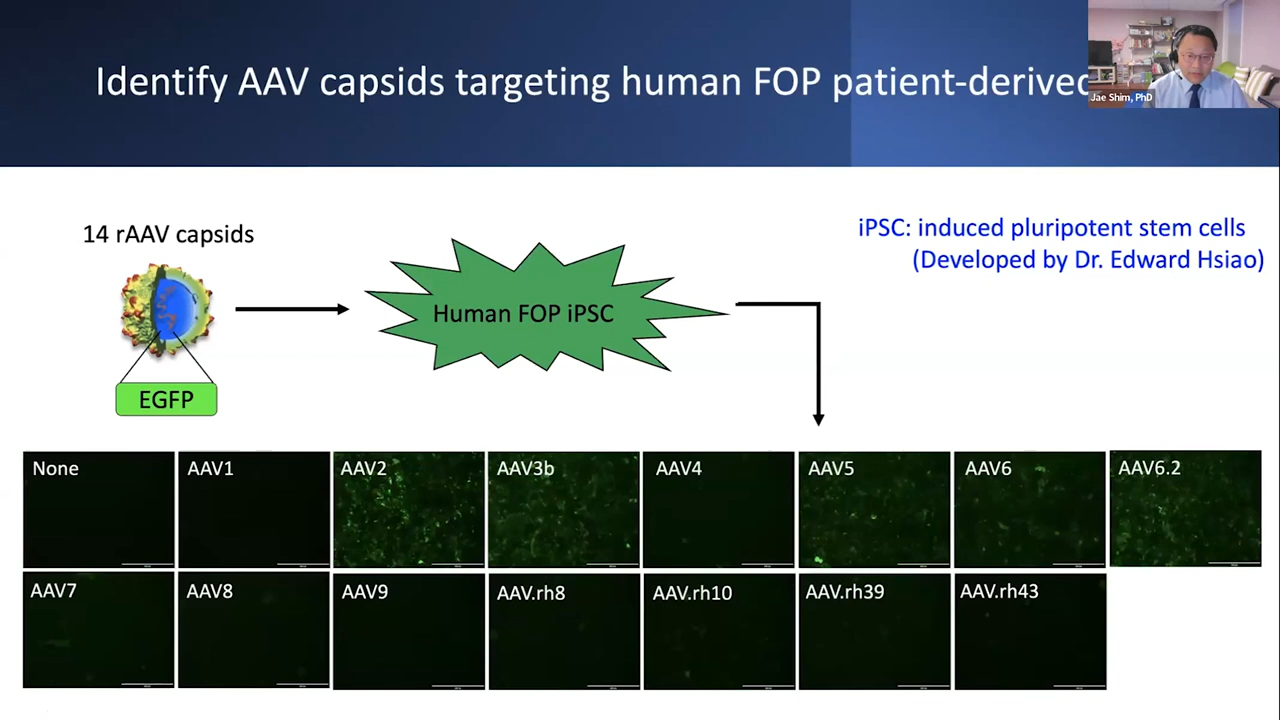 Identify AAV capsids targeting human FOP patient-derived
Jae Shim, PhD
14 rAAV capsids
iPSC: induced pluripotent stem cells
(Developed by Dr. Edward Hsiao)
Human FOP iPSC
EGFP
None
AAV1
AAV2
AAV3b
AAV4
AAV5
AAV6
AAV6.2
AAV7
AAV8
AAV9
AAV.rh8
AAV.rh10
AAV.rh39
AAV.rh43